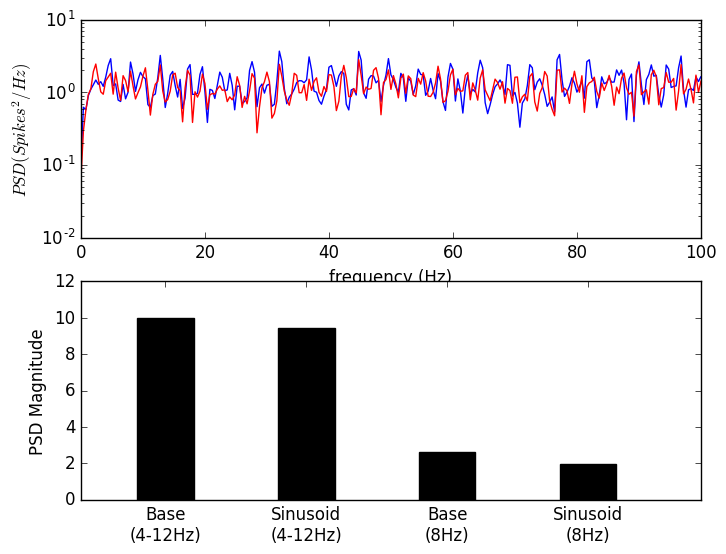 10^1
10^0
10^-1
10^-2
PSD(Spikes^2/Hz)
0 20 40 60 80 100
frequency (Hz)
12
10
8
6
4
2
0
PSD Magnitude
Base Sinusoid Base Sinusoid
(4-12Hz) (4-12Hz) (8Hz) (8Hz)